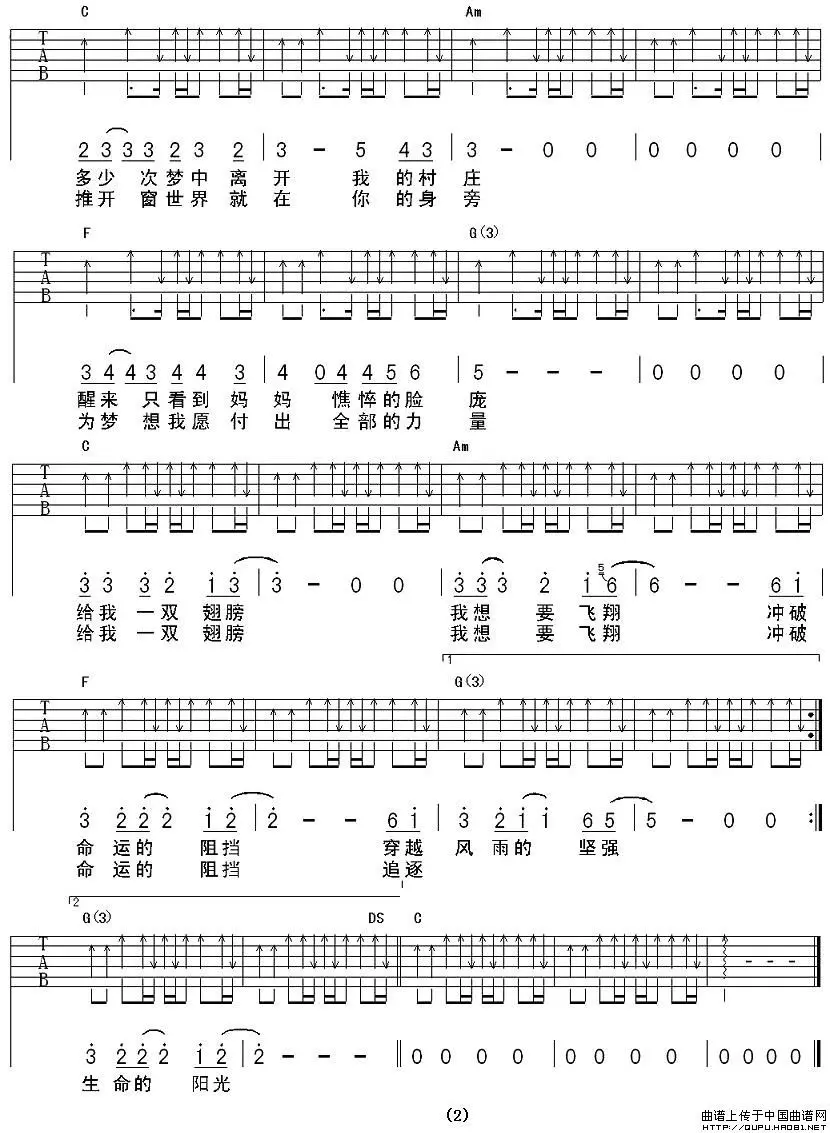 C Am
T
A
B
2 3 3 3 2 3 2 | 3 - 5 4 3 | 3 - 0 0 | 0 0 0 0
多少 次梦中离开 我的村庄
推开 窗世界就在 你的身旁
F G(3)
T
A
B
3 4 4 3 4 4 3 | 4 0 4 4 5 6 | 5 - - - | 0 0 0 0
醒来 只看到妈妈 憔悴的脸庞
为梦 想我愿付出 全部的力量
C Am
T
A
B
3 3 3 2 1 3 | 3 - 0 0 | 3 3 3 2 1 5 6 | 6 - - 6 1
给我一双翅膀 我想要飞翔 冲破
给我一双翅膀 我想要飞翔 冲破
1
F G(3)
T
A
B
3 2 2 2 1 2 | 2 - - 6 1 | 3 2 1 1 6 5 | 5 - 0 0 :|
命运的 阻挡 穿越风雨的 坚强
命运的 阻挡 追逐
2
G(3) DS C
T
A
B
3 2 2 2 1 2 | 2 - - - || 0 0 0 0 | 0 0 0 0 | 0 0 0 0
生命的 阳光
(2)
曲谱上传于中国曲谱网
HTTP://QUPU.HAO81.NET